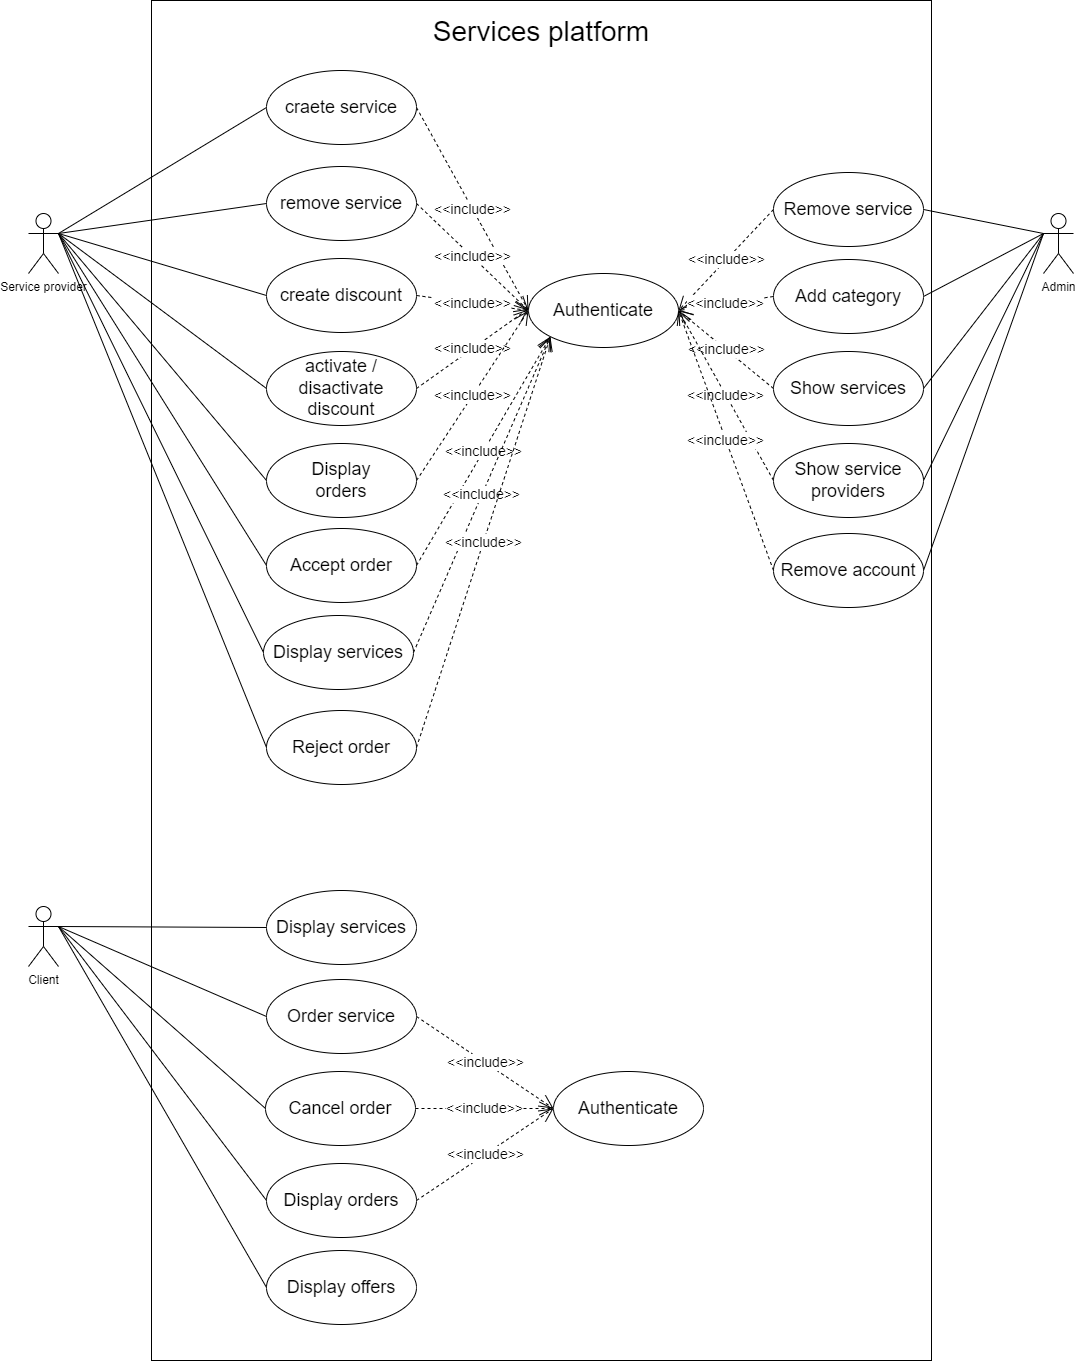 Services platform
craete service
remove service
<<include>>
Remove service
Service provider
<<include>>
<<include>>
Admin
create discount
<<include>>
Authenticate
<<include>>
Add category
activate /
disactivate
discount
<<include>>
<<include>>
Show services
<<include>>
<<include>>
Display
orders
<<include>>
<<include>>
Show service
providers
<<include>>
Accept order
<<include>>
Remove account
Display services
Reject order
Client
Display services
Order service
<<include>>
Cancel order
<<include>>
Authenticate
<<include>>
Display orders
Display offers